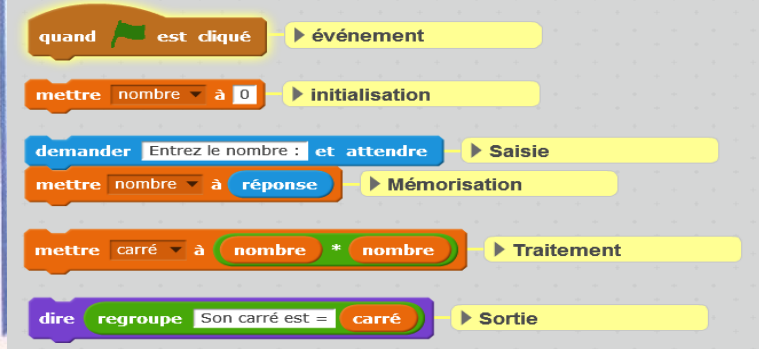 quand est cliqué événement
mettre nombre à 0 initialisation
demander Entrez le nombre : et attendre Saisie
mettre nombre à réponse Mémorisation
mettre carré à nombre * nombre Traitement
dire regroupe Son carré est = carré Sortie